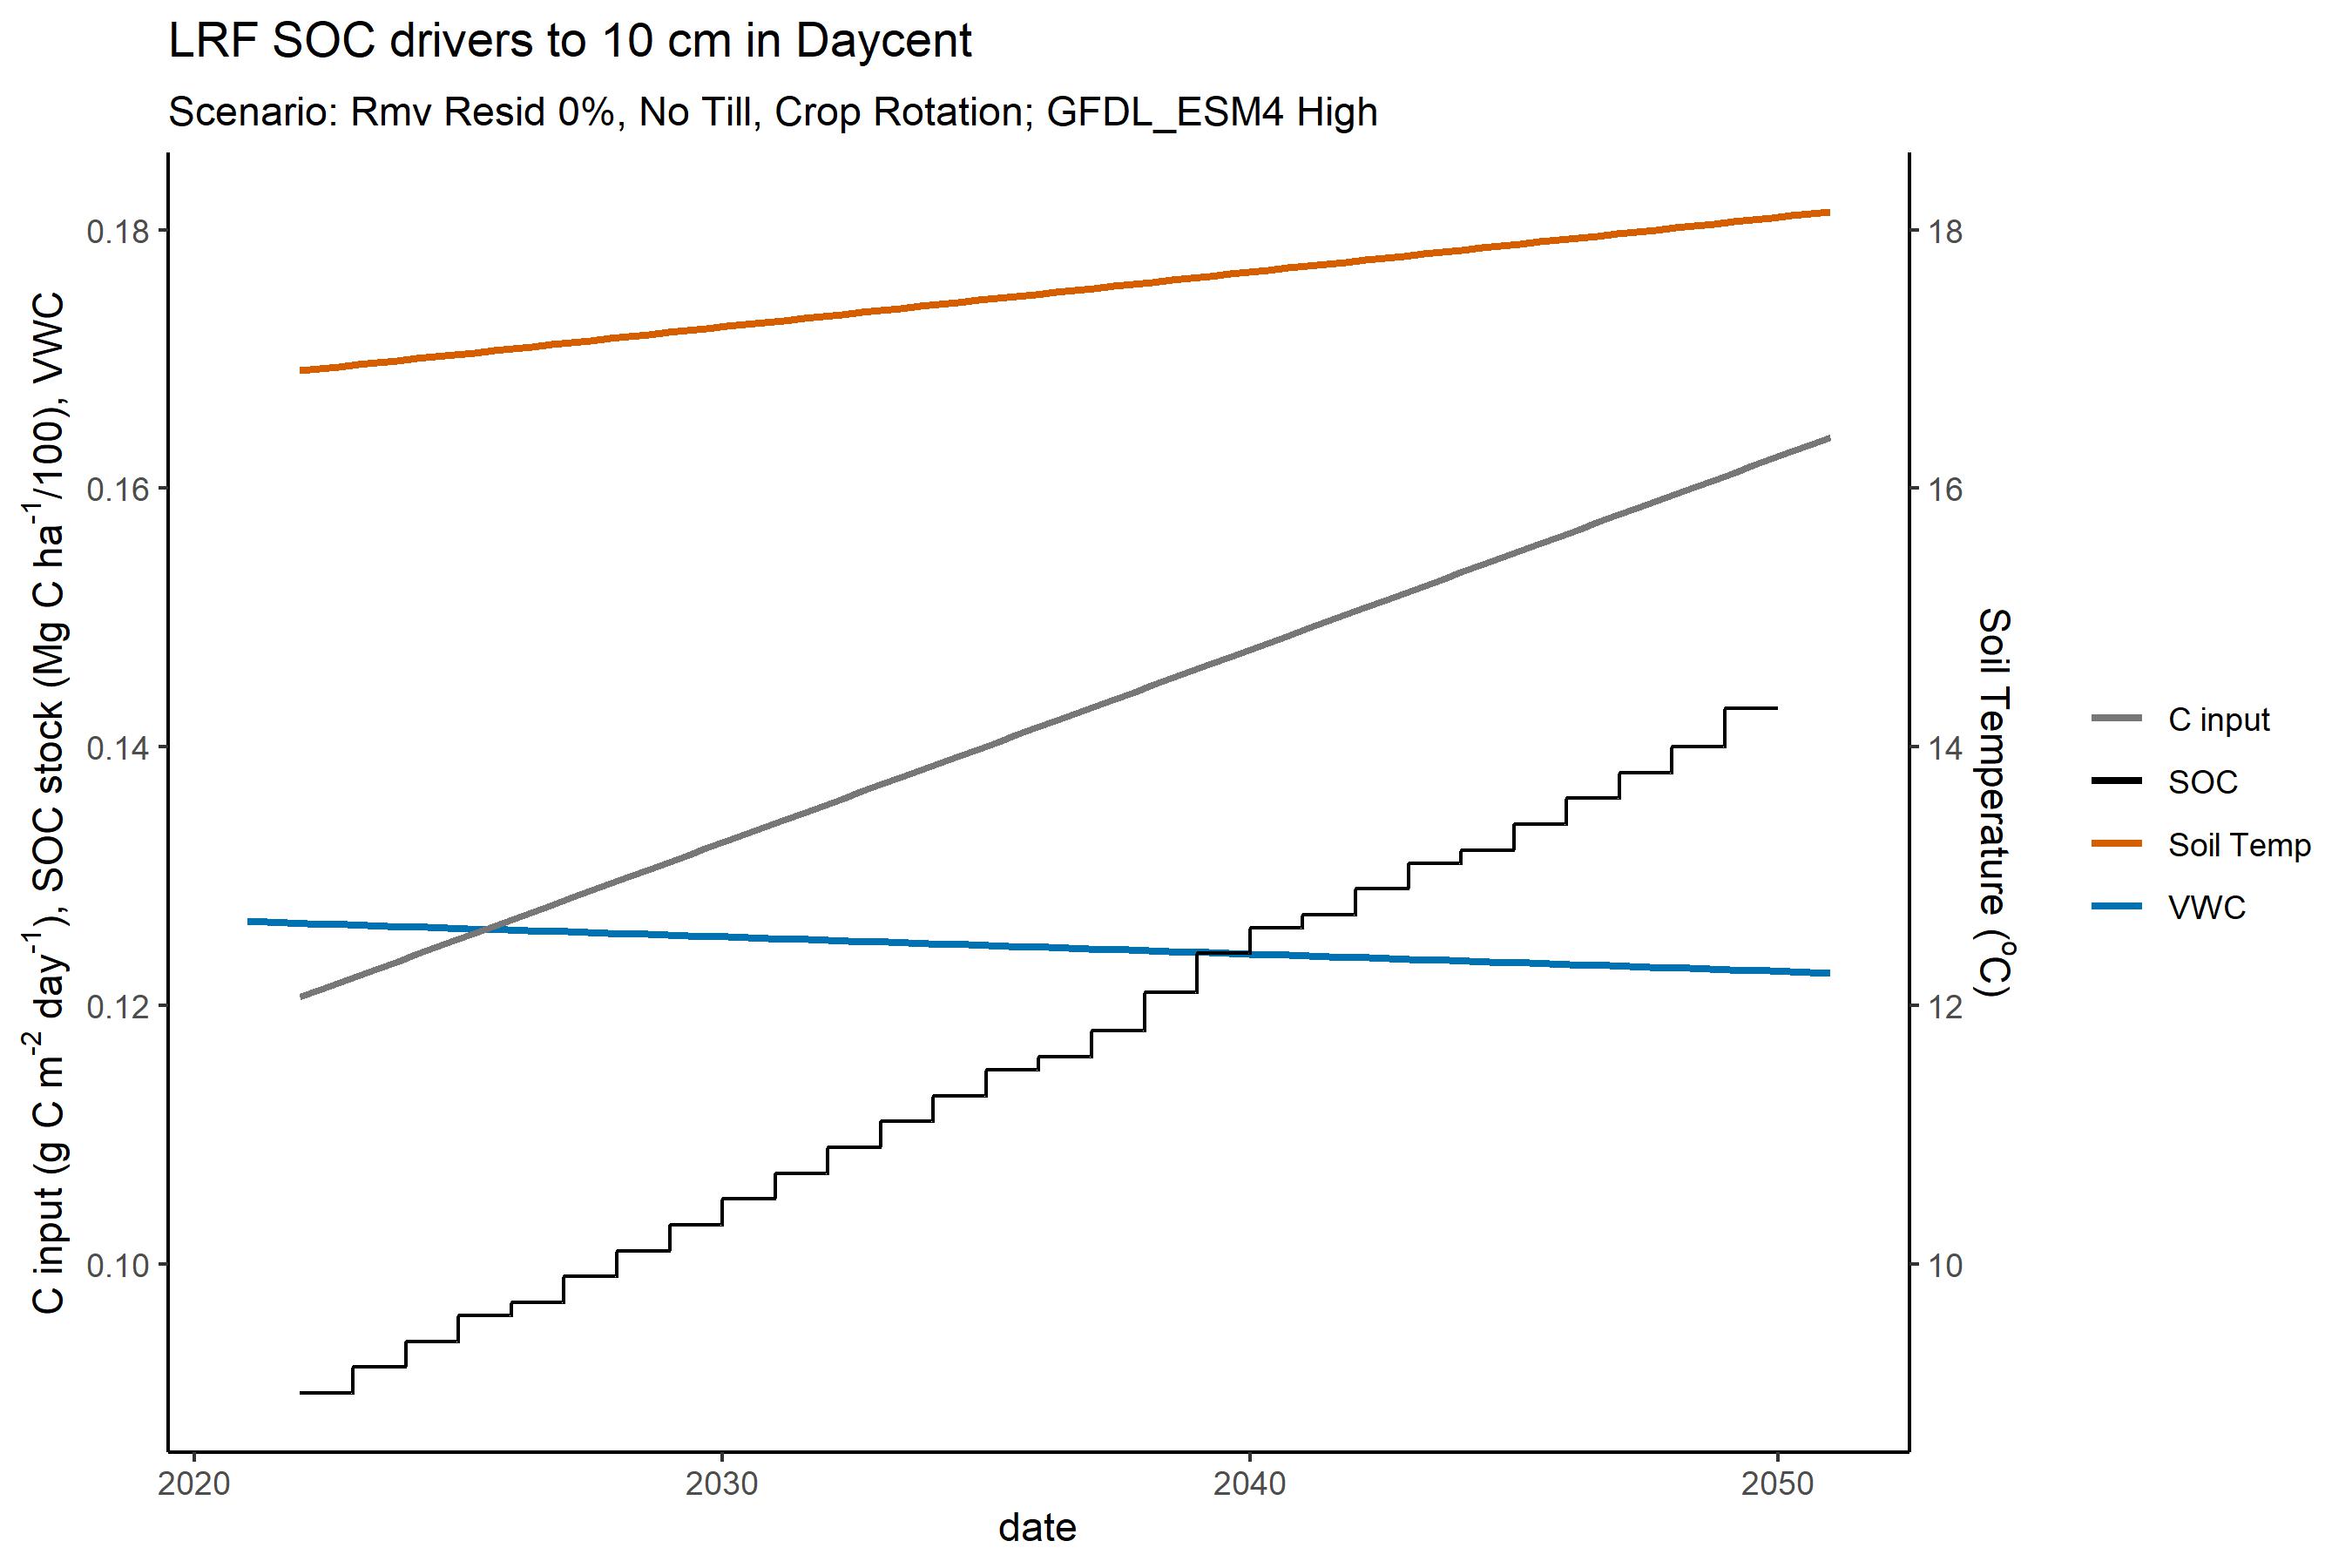 LRF SOC drivers to 10 cm in Daycent
Scenario: Rmv Resid 0%, No Till, Crop Rotation; GFDL_ESM4 High
C input (g C m⁻² day⁻¹), SOC stock (Mg C ha⁻¹/100), VWC
0.18
0.16
0.14
0.12
0.10
18
16
14
12
10
Soil Temperature (ºC)
C input
SOC
Soil Temp
VWC
2020
2030
2040
2050
date